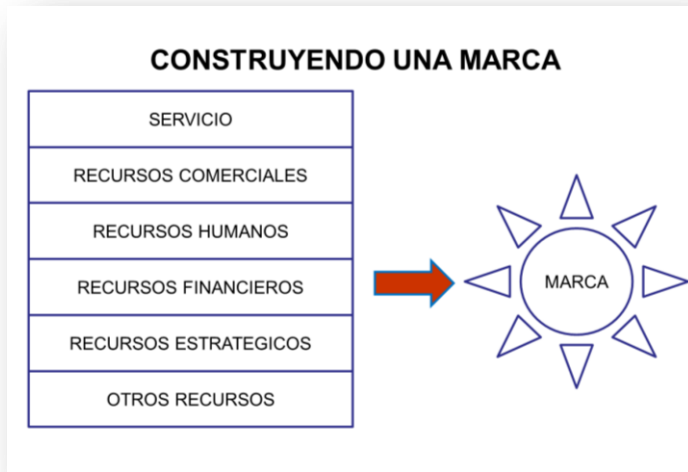 CONSTRUYENDO UNA MARCA
SERVICIO
RECURSOS COMERCIALES
RECURSOS HUMANOS
RECURSOS FINANCIEROS
RECURSOS ESTRATEGICOS
OTROS RECURSOS
MARCA